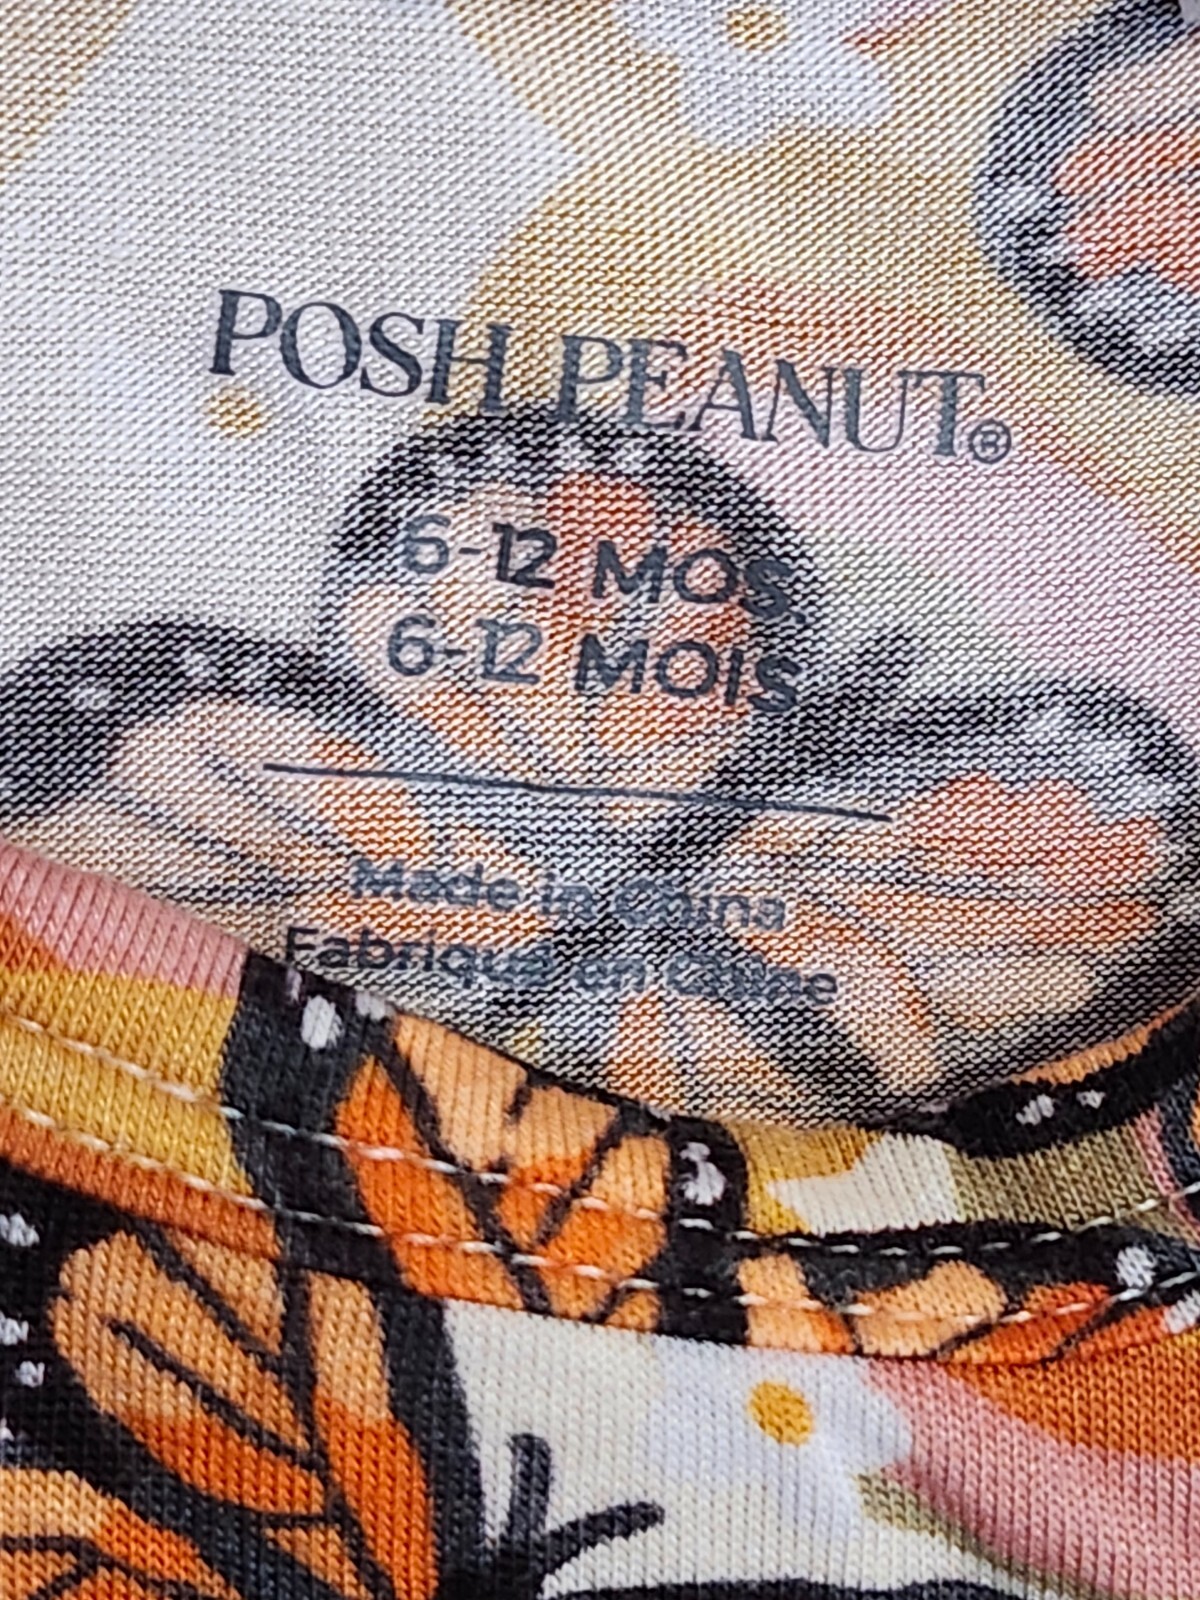 POSH PEANUT®
6-12 MOS.
6-12 MOIS
Made in China
Fabriqué en Chine